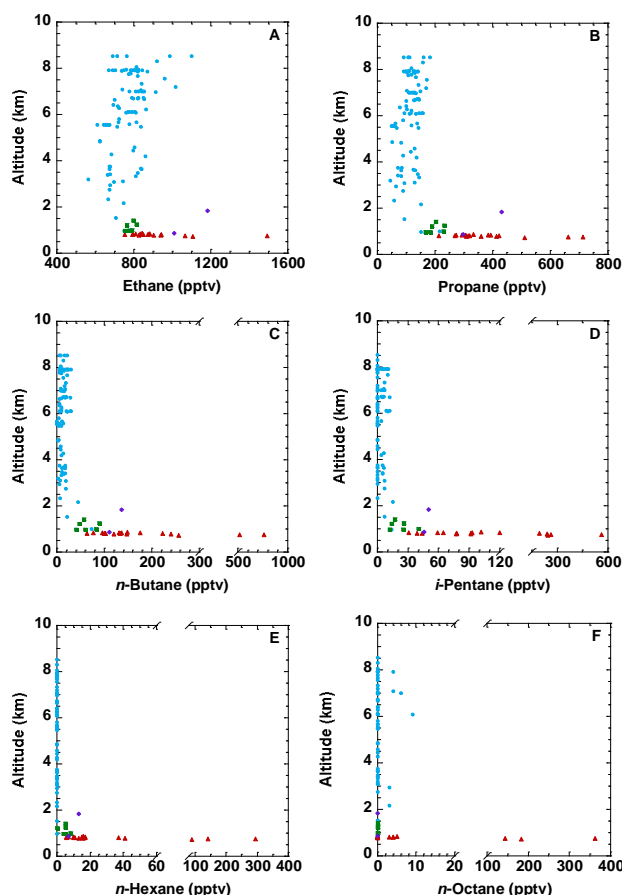 A
10
8
6
4
2
0
Altitude (km)
400 800 1200 1600
Ethane (pptv)
B
10
8
6
4
2
0
Altitude (km)
0 200 400 600 800
Propane (pptv)
C
10
8
6
4
2
0
Altitude (km)
0 100 200 300 500 1000
n-Butane (pptv)
D
10
8
6
4
2
0
Altitude (km)
0 30 60 90 120 300 600
i-Pentane (pptv)
E
10
8
6
4
2
0
Altitude (km)
0 20 40 60 100 200 300 400
n-Hexane (pptv)
F
10
8
6
4
2
0
Altitude (km)
0 10 20 100 200 300 400
n-Octane (pptv)